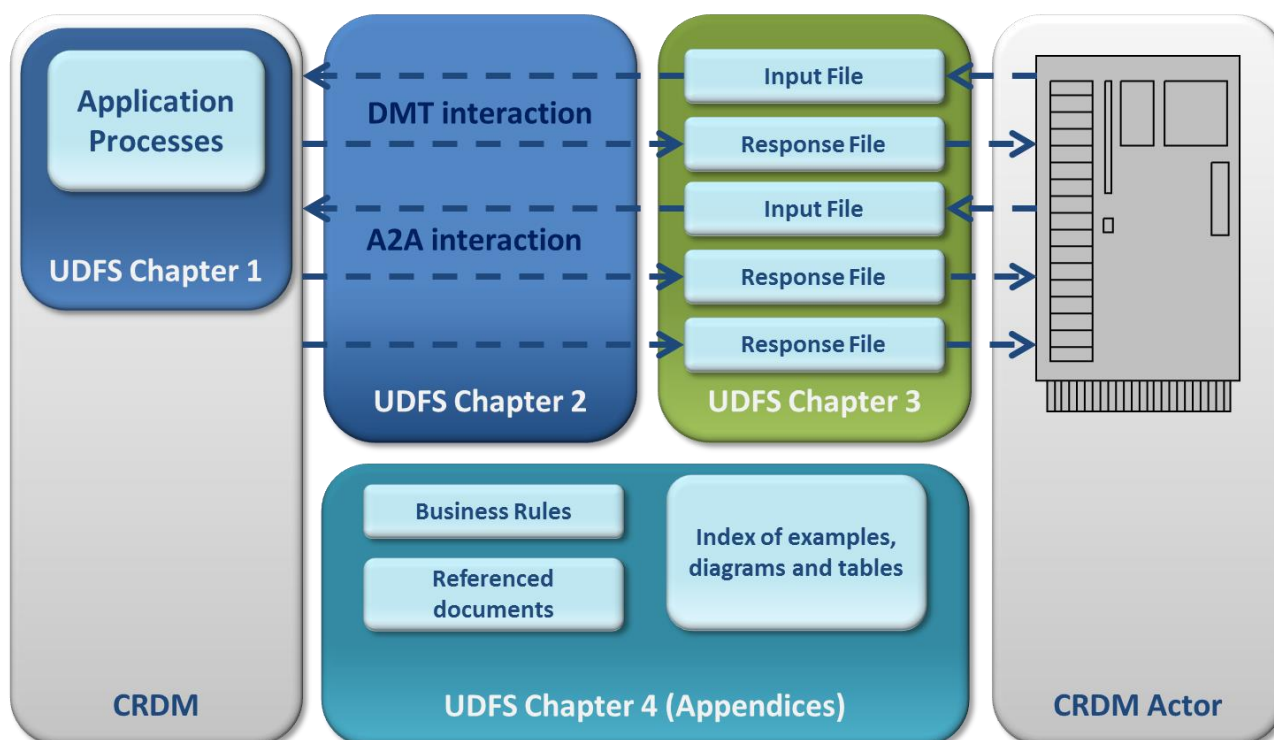 Application
Processes
UDFS Chapter 1
DMT interaction
A2A interaction
UDFS Chapter 2
Input File
Response File
Input File
Response File
Response File
UDFS Chapter 3
Business Rules
Referenced
documents
Index of examples,
diagrams and tables
UDFS Chapter 4 (Appendices)
CRDM
CRDM Actor